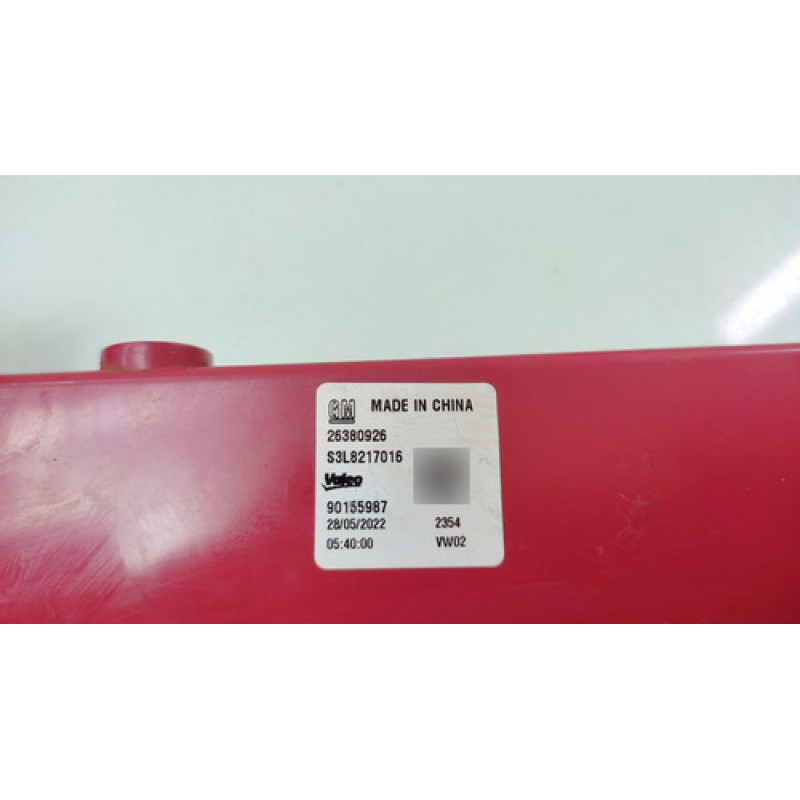 GM MADE IN CHINA
26380926
S3L8217016
Valeo
90155987
28/05/2022 2354
05:40:00 VW02